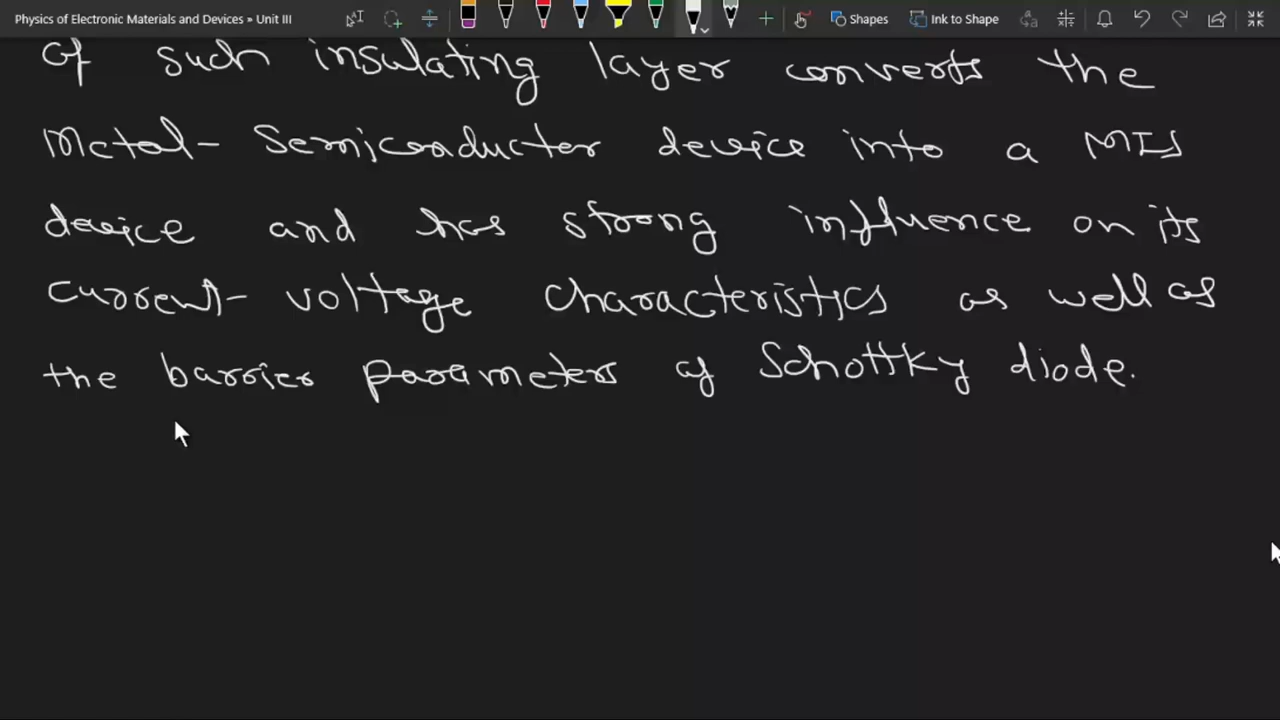 Physics of Electronic Materials and Devices » Unit III
Shapes
Ink to Shape
of such insulating layer converts the
Metal- Semiconductor device into a MIS
device and has strong influence on its
current- voltage characteristics as well as
the barrier parameters of Schottky diode.